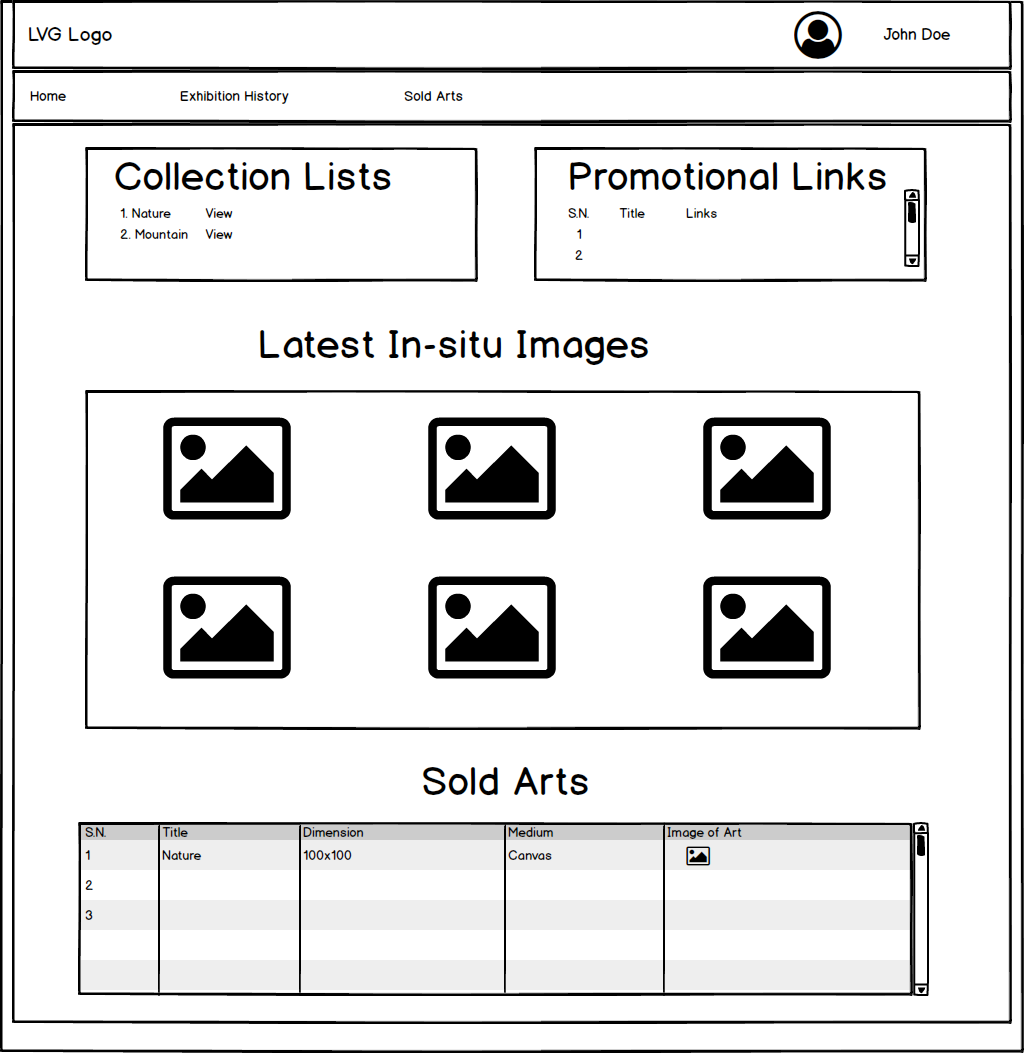 LVG Logo
John Doe
Home Exhibition History Sold Arts
Collection Lists
1. Nature View
2. Mountain View
Promotional Links
S.N. Title Links
1
2
Latest In-situ Images
Sold Arts
S.N. Title Dimension Medium Image of Art
1 Nature 100x100 Canvas
2
3